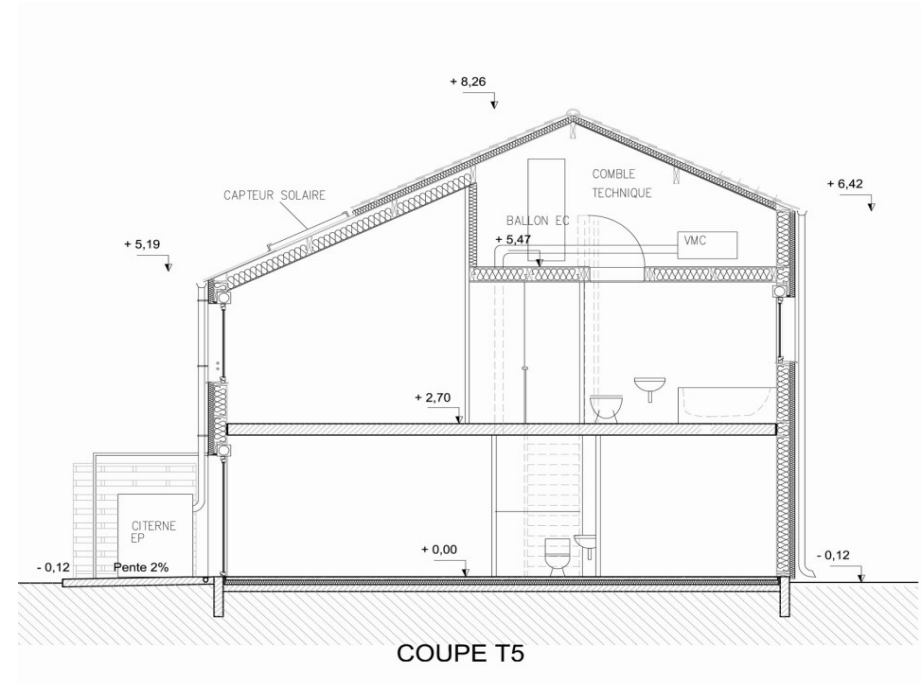 + 8,26
COMBLE
TECHNIQUE
+ 6,42
CAPTEUR SOLAIRE
BALLON EC
VMC
+ 5,19
+ 5,47
+ 2,70
CITERNE
EP
+ 0,00
- 0,12
Pente 2%
- 0,12
COUPE T5